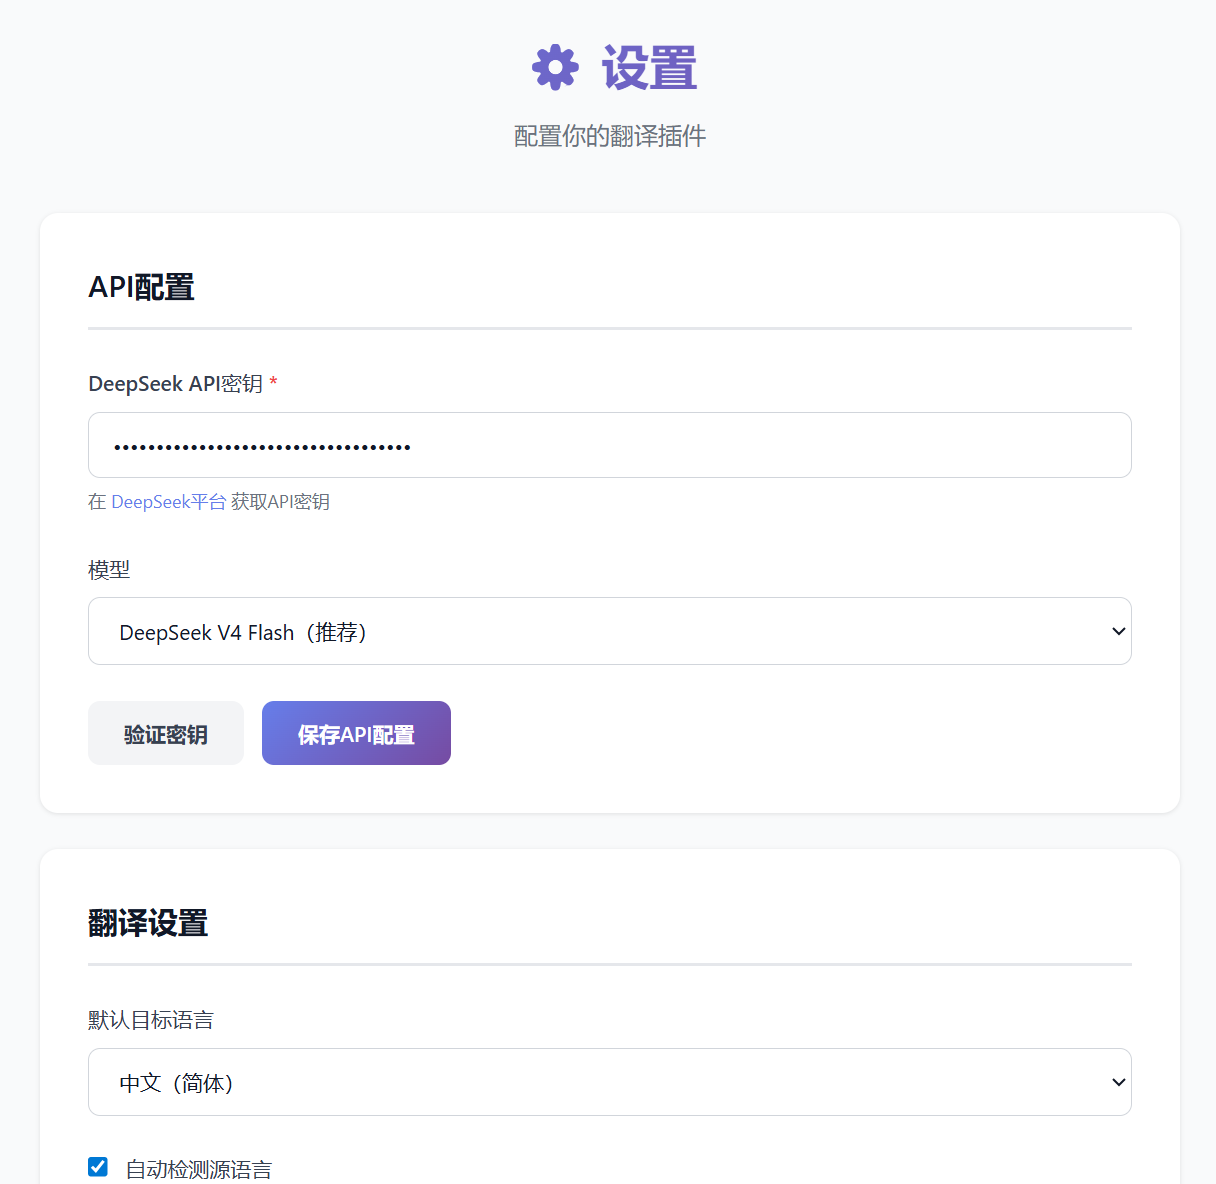 设置
配置你的翻译插件
API配置
DeepSeek API密钥 *
•••••••••••••••••••••••••••••••••••
在 DeepSeek平台 获取API密钥
模型
DeepSeek V4 Flash（推荐）
验证密钥
保存API配置
翻译设置
默认目标语言
中文（简体）
自动检测源语言